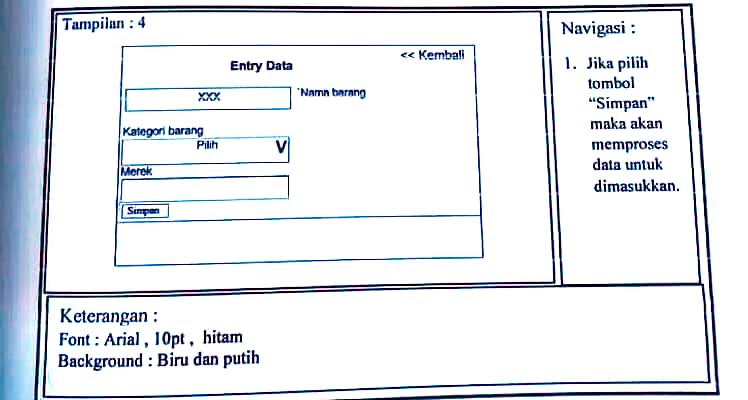 Tampilan : 4
<< Kembali
Entry Data
XXX
*Nama barang
Kategori barang
Pilih V
Merek
Simpan
Navigasi :
1. Jika pilih
tombol
“Simpan”
maka akan
memproses
data untuk
dimasukkan.
Keterangan :
Font : Arial , 10pt , hitam
Background : Biru dan putih